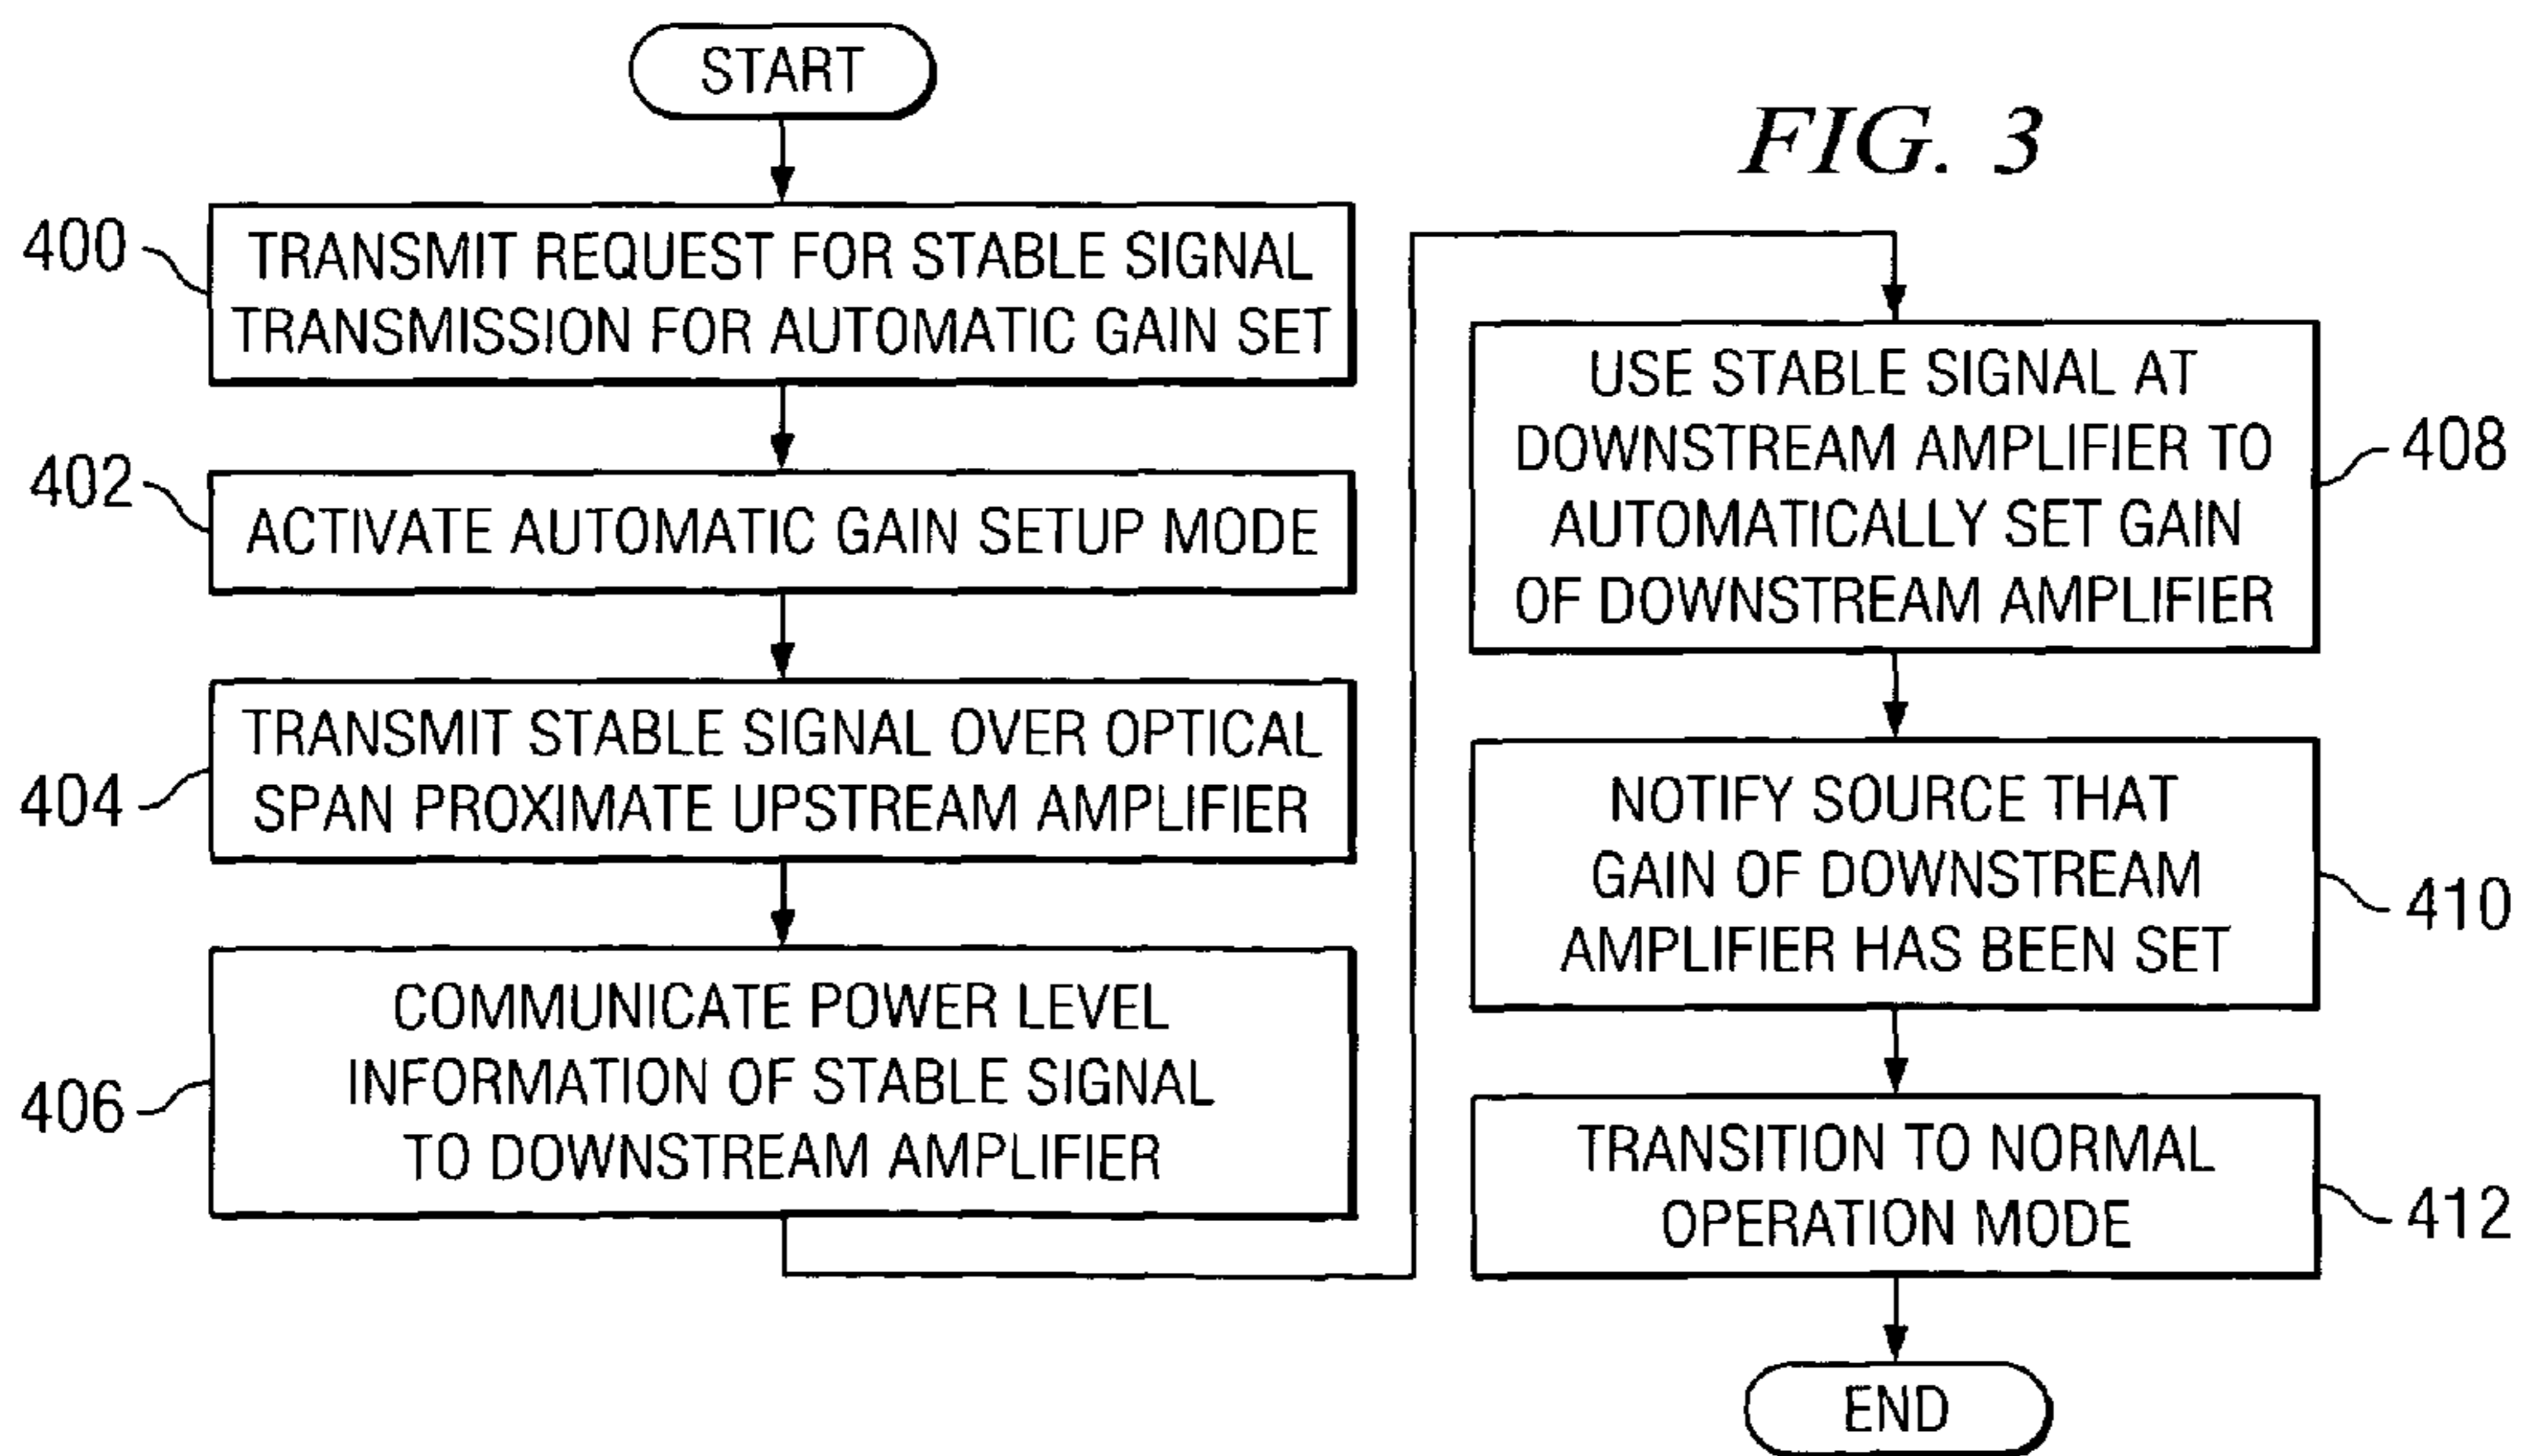 START
FIG. 3
400
TRANSMIT REQUEST FOR STABLE SIGNAL
TRANSMISSION FOR AUTOMATIC GAIN SET
402
ACTIVATE AUTOMATIC GAIN SETUP MODE
404
TRANSMIT STABLE SIGNAL OVER OPTICAL
SPAN PROXIMATE UPSTREAM AMPLIFIER
406
COMMUNICATE POWER LEVEL
INFORMATION OF STABLE SIGNAL
TO DOWNSTREAM AMPLIFIER
USE STABLE SIGNAL AT
DOWNSTREAM AMPLIFIER TO
AUTOMATICALLY SET GAIN
OF DOWNSTREAM AMPLIFIER
408
NOTIFY SOURCE THAT
GAIN OF DOWNSTREAM
AMPLIFIER HAS BEEN SET
410
TRANSITION TO NORMAL
OPERATION MODE
412
END